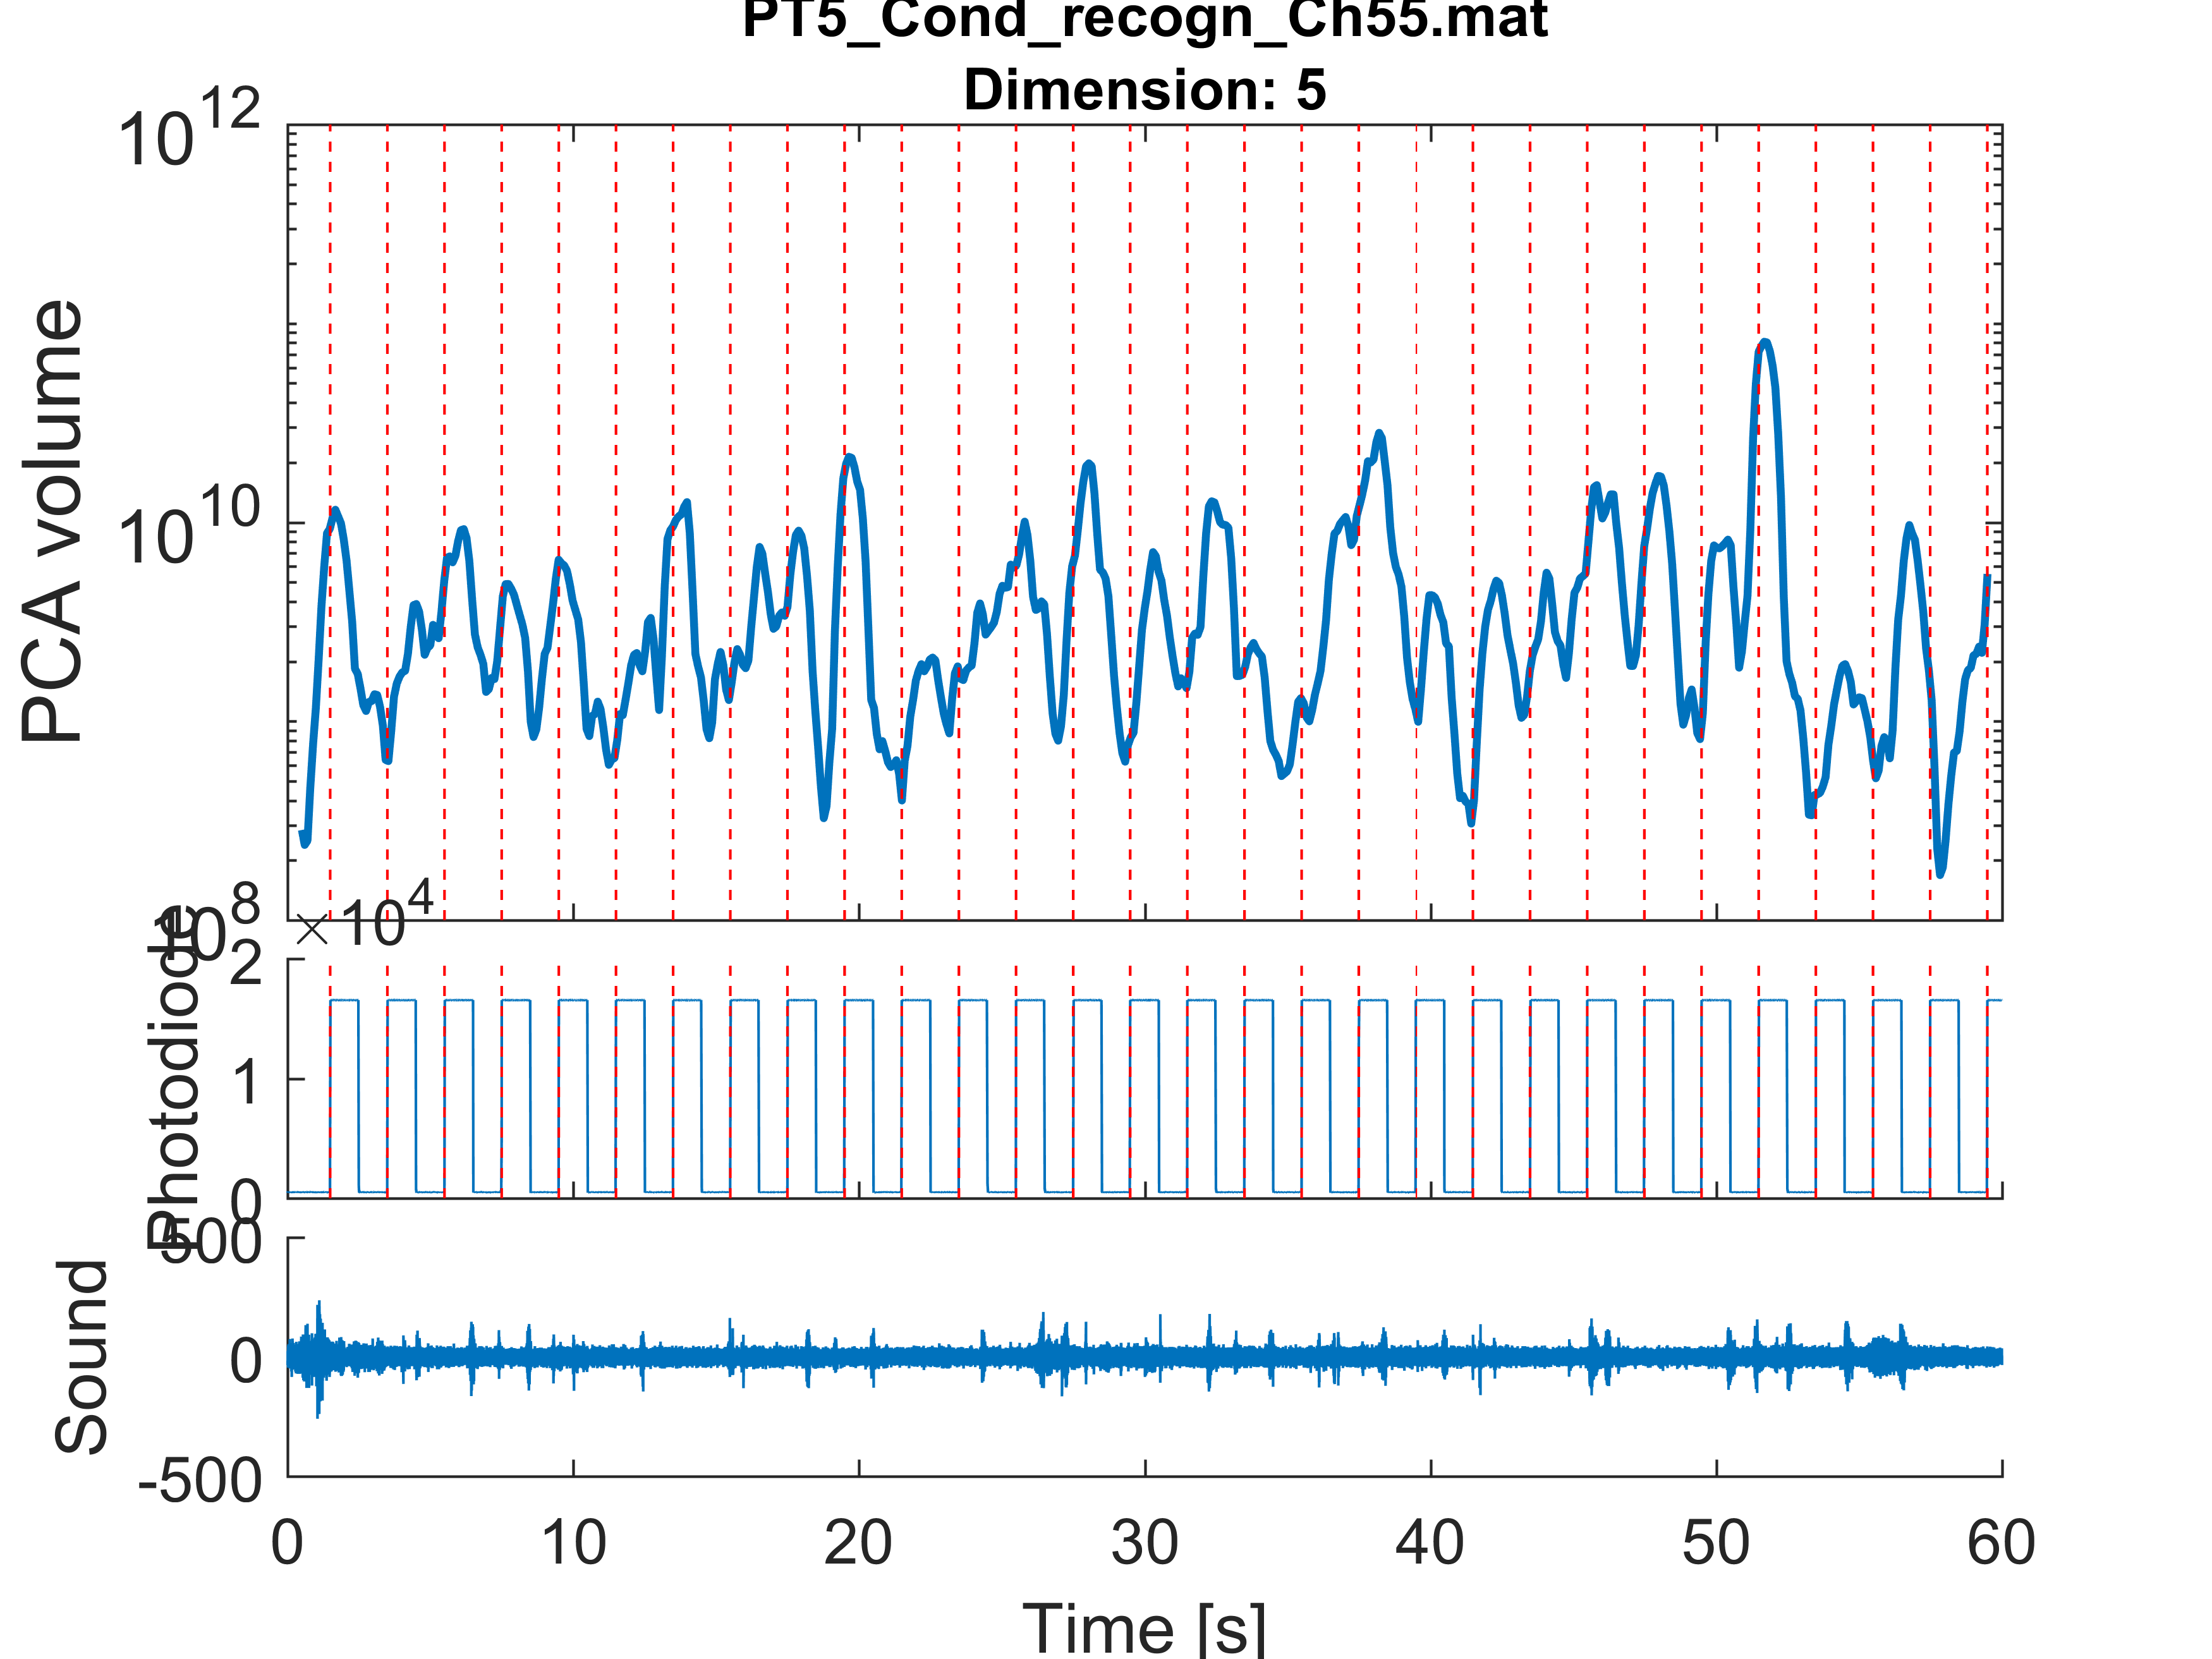 PT5_Cond_recogn_Ch55.mat
Dimension: 5
10^12
10^10
10^8
PCA volume
×10^4
2
1
0
Photodiode
500
0
-500
Sound
0 10 20 30 40 50 60
Time [s]